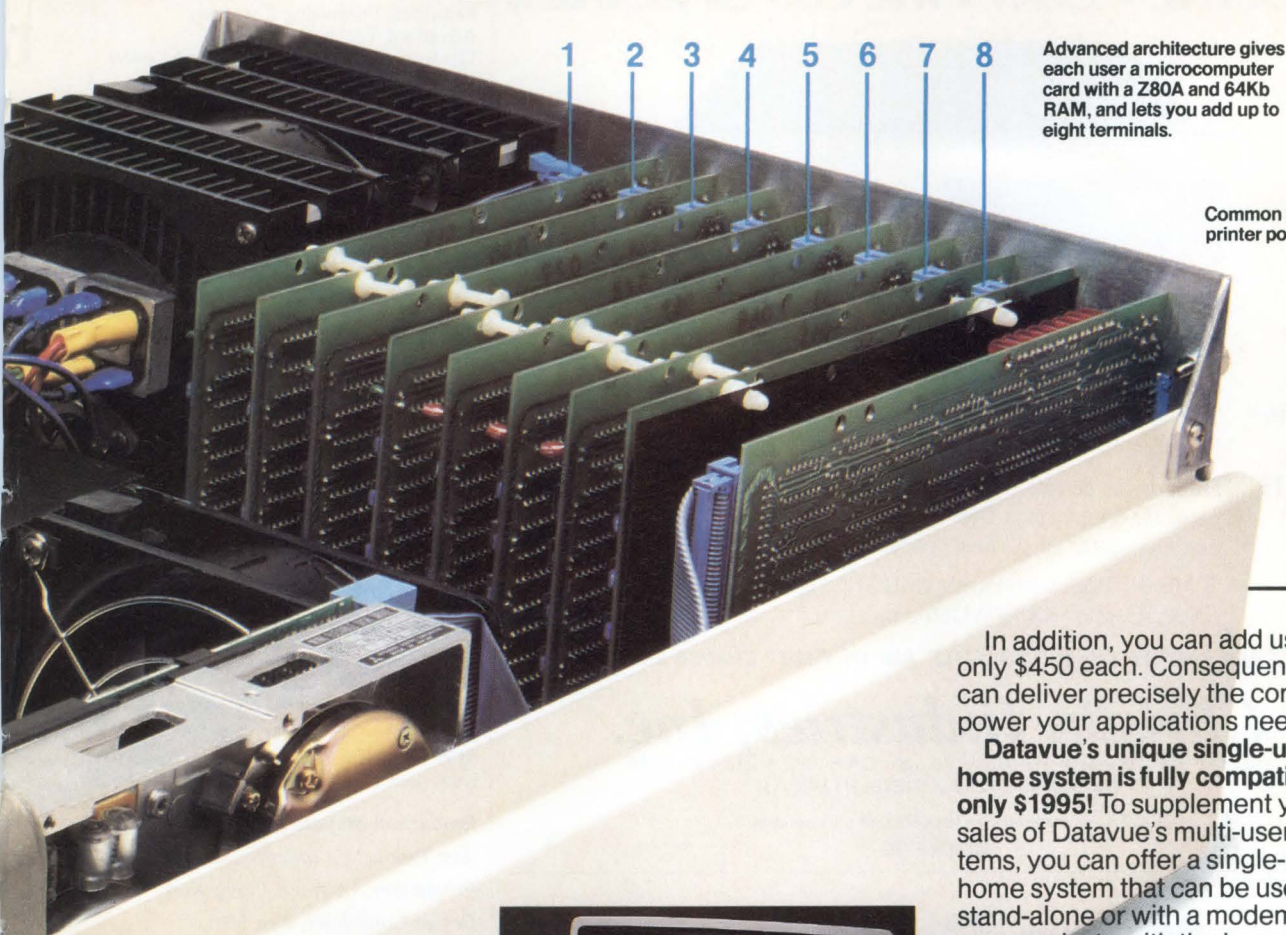 1 2 3 4 5 6 7 8
Advanced architecture gives
each user a microcomputer
card with a Z80A and 64Kb
RAM, and lets you add up to
eight terminals.
Common
printer po
In addition, you can add us
only $450 each. Consequen
can deliver precisely the co
power your applications nee
Datavue's unique single-u
home system is fully compati
only $1995! To supplement y
sales of Datavue's multi-user
tems, you can offer a single-
home system that can be use
stand-alone or with a modem